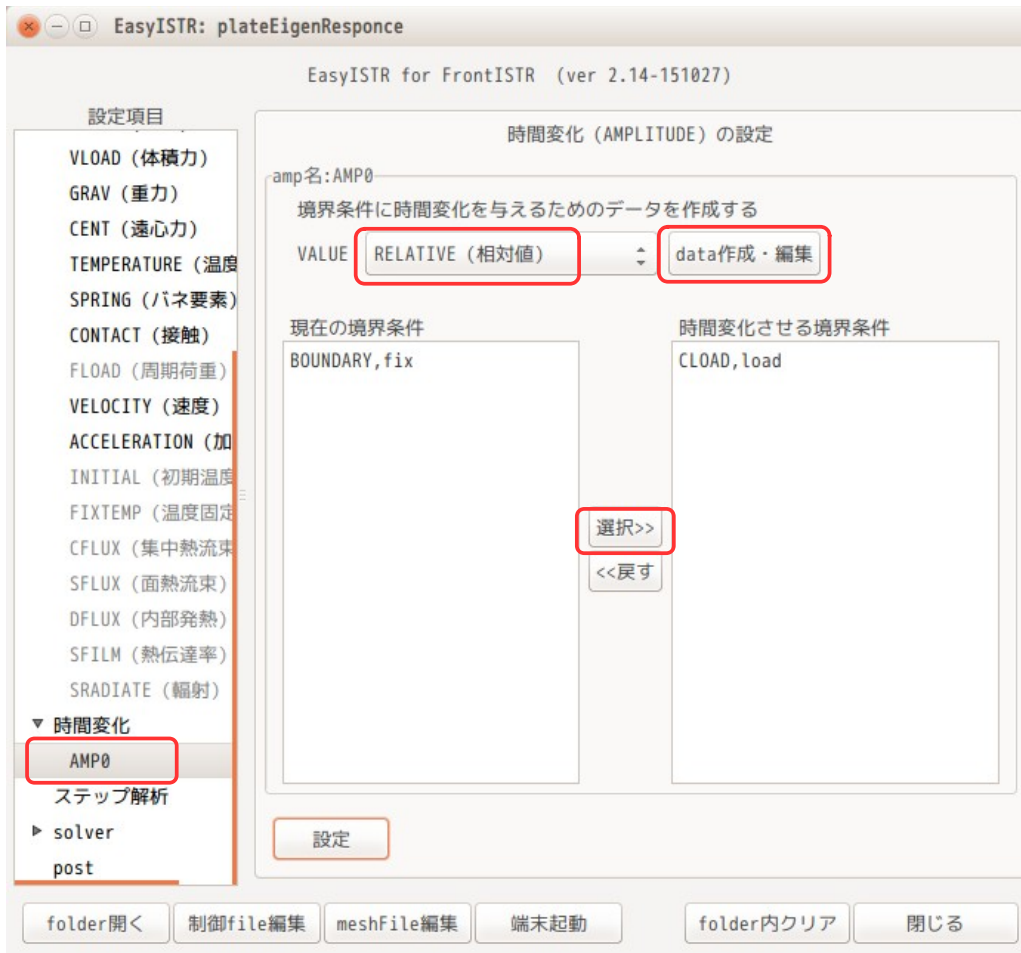 EasyISTR: plateEigenResponce
EasyISTR for FrontISTR (ver 2.14-151027)
設定項目
VLOAD (体積力)
GRAV (重力)
CENT (遠心力)
TEMPERATURE (温度
SPRING (バネ要素)
CONTACT (接触)
FLOAD (周期荷重)
VELOCITY (速度)
ACCELERATION (加
INITIAL (初期温度
FIXTEMP (温度固定
CFLUX (集中熱流束
SFLUX (面熱流束)
DFLUX (内部発熱)
SFILM (熱伝達率)
SRADIATE (輻射)
時間変化
AMP0
ステップ解析
solver
post
時間変化 (AMPLITUDE) の設定
amp名:AMP0
境界条件に時間変化を与えるためのデータを作成する
VALUE RELATIVE (相対値) data作成・編集
現在の境界条件
BOUNDARY,fix
選択>>
<<戻す
時間変化させる境界条件
CLOAD,load
設定
folder開く 制御file編集 meshFile編集 端末起動 folder内クリア 閉じる